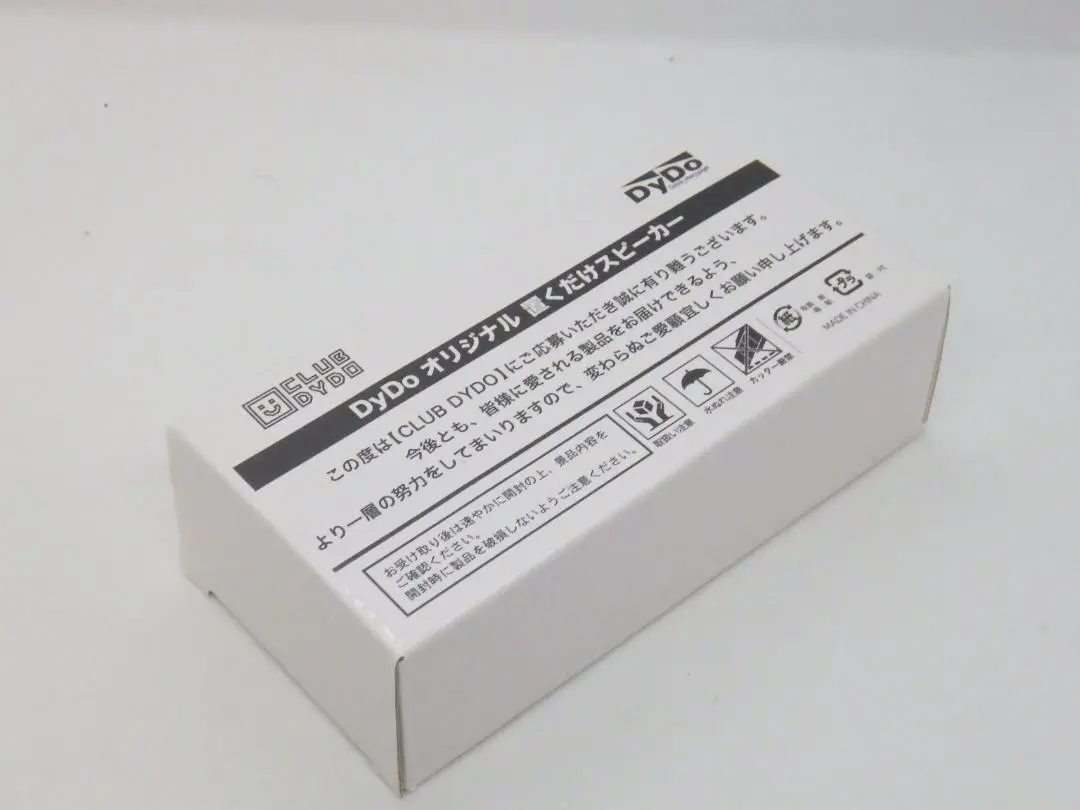 DyDo
CLUB
DYDO
DyDo オリジナル 置くだけスピーカー
この度は【CLUB DYDO】にご応募いただき誠に有り難うございます。
今後とも、皆様に愛される製品をお届けできるよう、
より一層の努力をしてまいりますので、変わらぬご愛顧宜しくお願い申し上げます。
お受け取り後は速やかに開封の上、景品内容を
ご確認ください。
開封時に製品を破損しないようご注意ください。
取扱い注意
水ぬれ注意
カッター厳禁
紙
プラ
MADE IN CHINA